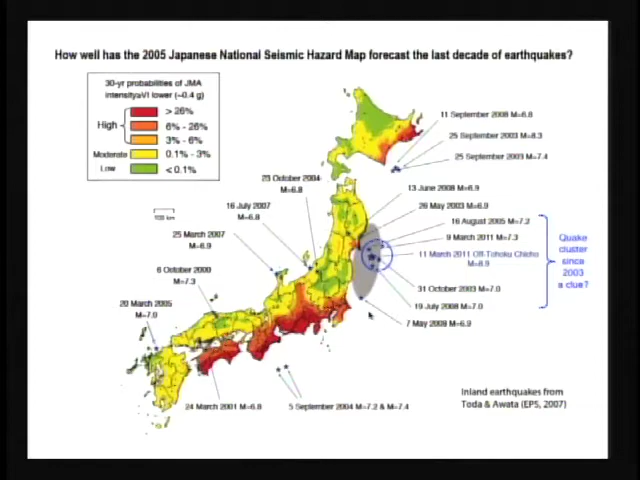 How well has the 2005 Japanese National Seismic Hazard Map forecast the last decade of earthquakes?
30-yr probabilities of JMA
intensity≥VI lower (~0.4 g)
High
> 26%
6% - 26%
3% - 6%
Moderate
0.1% - 3%
Low
< 0.1%
100 km
11 September 2008 M=6.8
25 September 2003 M=8.3
25 September 2003 M=7.4
23 October 2004
M=6.8
13 June 2008 M=6.9
16 July 2007
M=6.8
26 May 2003 M=6.9
16 August 2005 M=7.2
25 March 2007
M=6.9
9 March 2011 M=7.3
11 March 2011 Off-Tohoku Chicho
M=8.9
Quake
cluster
since
2003
a clue?
6 October 2000
M=7.3
31 October 2003 M=7.0
20 March 2005
M=7.0
19 July 2008 M=7.0
7 May 2008 M=6.9
24 March 2001 M=6.8
5 September 2004 M=7.2 & M=7.4
Inland earthquakes from
Toda & Awata (EPS, 2007)